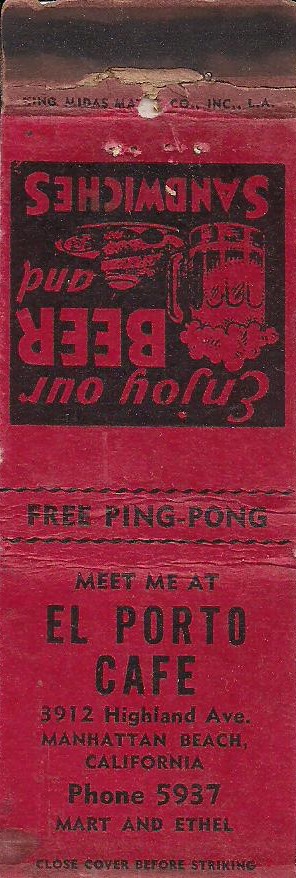 KING MIDAS MATCH CO., INC., L.A.
Enjoy our
BEER
and
SANDWICHES
FREE PING-PONG
MEET ME AT
EL PORTO
CAFE
3912 Highland Ave.
MANHATTAN BEACH,
CALIFORNIA
Phone 5937
MART AND ETHEL
CLOSE COVER BEFORE STRIKING